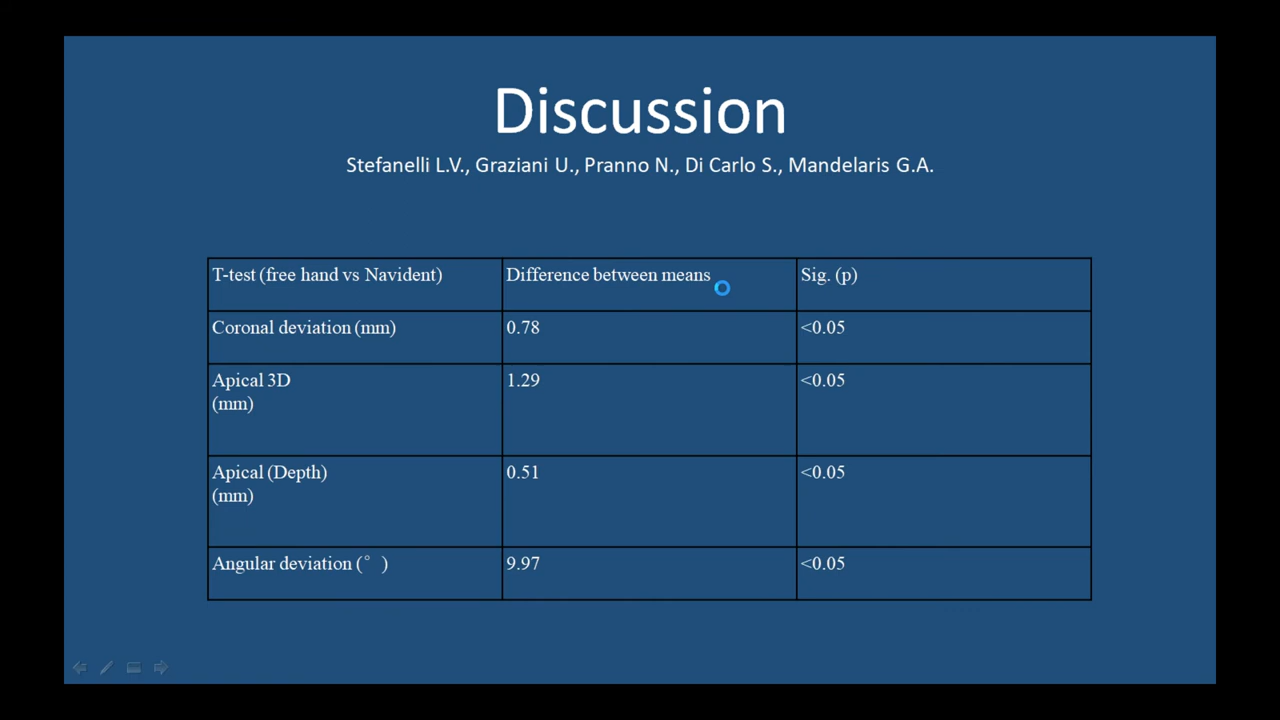 Discussion
Stefanelli L.V., Graziani U., Pranno N., Di Carlo S., Mandelaris G.A.
T-test (free hand vs Navident) Difference between means Sig. (p)
Coronal deviation (mm) 0.78 <0.05
Apical 3D 1.29 <0.05
(mm)
Apical (Depth) 0.51 <0.05
(mm)
Angular deviation (° ) 9.97 <0.05